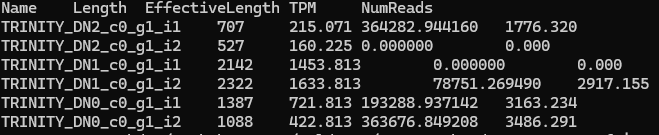 Name Length EffectiveLength TPM NumReads
TRINITY_DN2_c0_g1_i1 707 215.071 364282.944160 1776.320
TRINITY_DN2_c0_g1_i2 527 160.225 0.000000 0.000
TRINITY_DN1_c0_g1_i1 2142 1453.813 0.000000 0.000
TRINITY_DN1_c0_g1_i2 2322 1633.813 78751.269490 2917.155
TRINITY_DN0_c0_g1_i1 1387 721.813 193288.937142 3163.234
TRINITY_DN0_c0_g1_i2 1088 422.813 363676.849208 3486.291